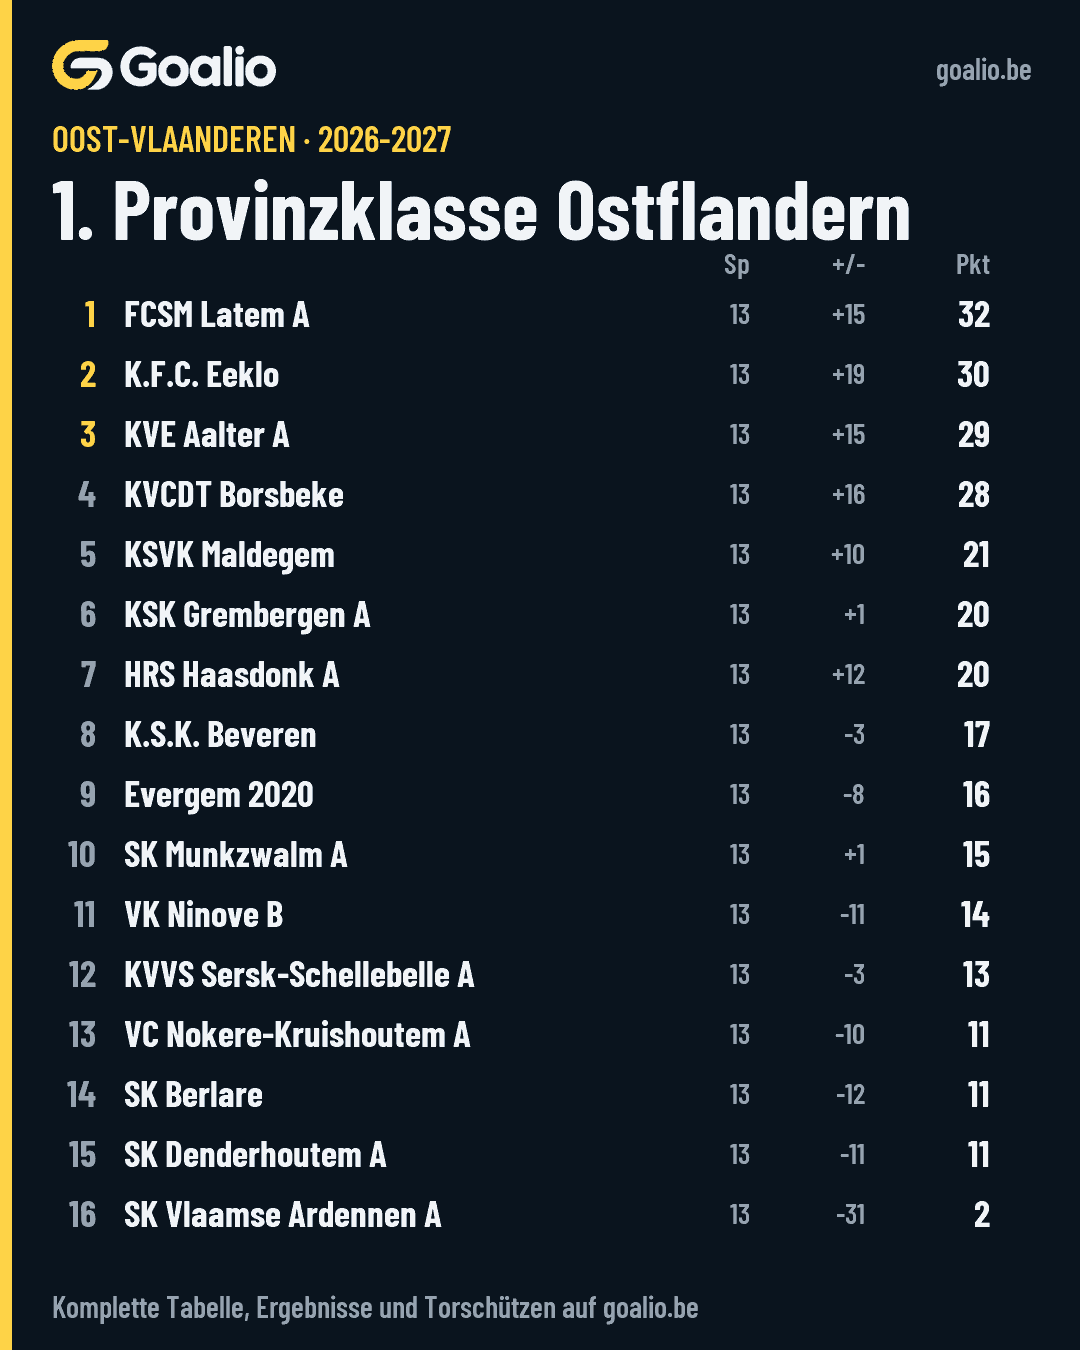 Goalio
goalio.be
OOST-VLAANDEREN · 2026-2027
1. Provinzklasse Ostflandern
Sp +/- Pkt
1 FCSM Latem A 13 +15 32
2 K.F.C. Eeklo 13 +19 30
3 KVE Aalter A 13 +15 29
4 KVCDT Borsbeke 13 +16 28
5 KSVK Maldegem 13 +10 21
6 KSK Grembergen A 13 +1 20
7 HRS Haasdonk A 13 +12 20
8 K.S.K. Beveren 13 -3 17
9 Evergem 2020 13 -8 16
10 SK Munkzwalm A 13 +1 15
11 VK Ninove B 13 -11 14
12 KVVS Sersk-Schellebelle A 13 -3 13
13 VC Nokere-Kruishoutem A 13 -10 11
14 SK Berlare 13 -12 11
15 SK Denderhoutem A 13 -11 11
16 SK Vlaamse Ardennen A 13 -31 2
Komplette Tabelle, Ergebnisse und Torschützen auf goalio.be